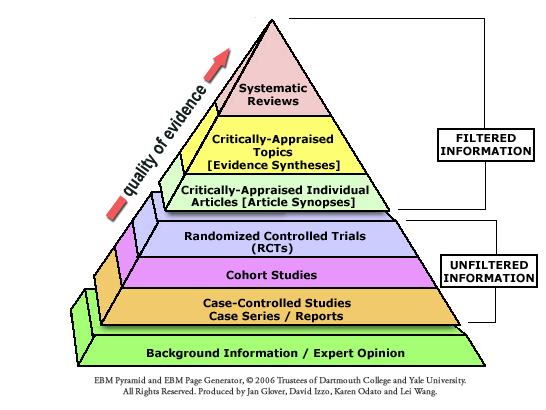 Systematic
Reviews
quality of evidence
Critically-Appraised
Topics
[Evidence Syntheses]
FILTERED
INFORMATION
Critically-Appraised Individual
Articles [Article Synopses]
Randomized Controlled Trials
(RCTs)
UNFILTERED
INFORMATION
Cohort Studies
Case-Controlled Studies
Case Series / Reports
Background Information / Expert Opinion
EBM Pyramid and EBM Page Generator, © 2006 Trustees of Dartmouth College and Yale University.
All Rights Reserved. Produced by Jan Glover, David Izzo, Karen Odato and Lei Wang.